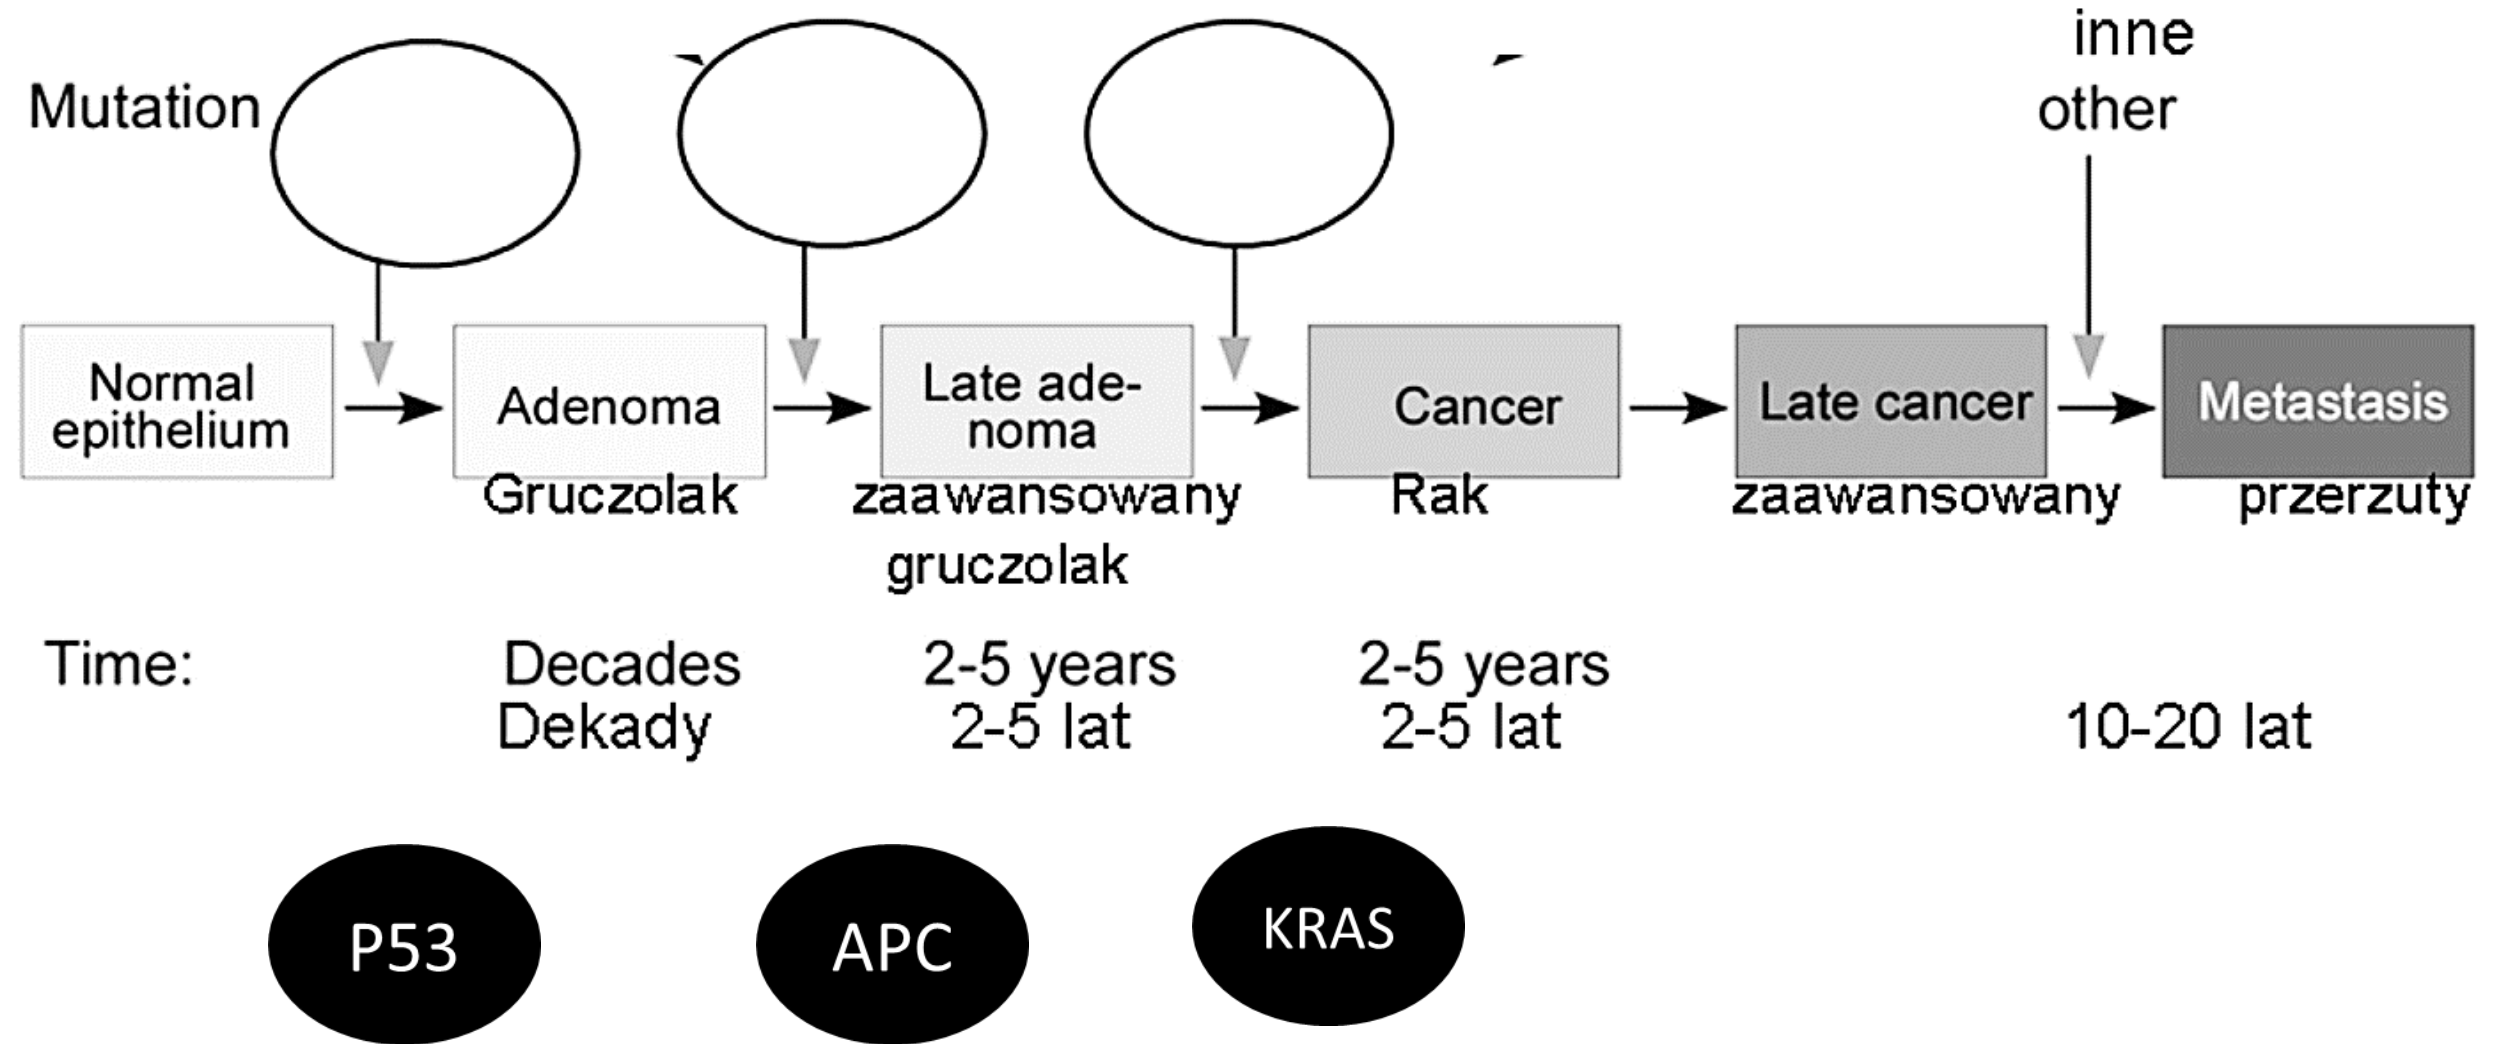 inne
Mutation
other
Normal
epithelium
Adenoma
Late ade-
noma
Cancer
Late cancer
Metastasis
Gruczolak
zaawansowany
Rak
zaawansowany
przerzuty
gruczolak
Time:
Decades
2-5 years
2-5 years
Dekady
2-5 lat
2-5 lat
10-20 lat
P53
APC
KRAS